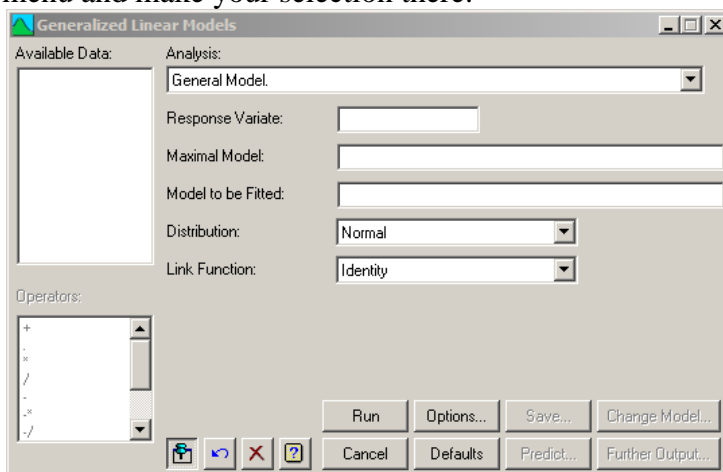 menu and make your selection there.
Generalized Linear Models
Available Data:
Analysis:
General Model.
Response Variate:
Maximal Model:
Model to be Fitted:
Distribution:
Normal
Link Function:
Identity
Operators:
+
.
*
/
-
-*
-/
Run
Options...
Save...
Change Model...
Cancel
Defaults
Predict...
Further Output...